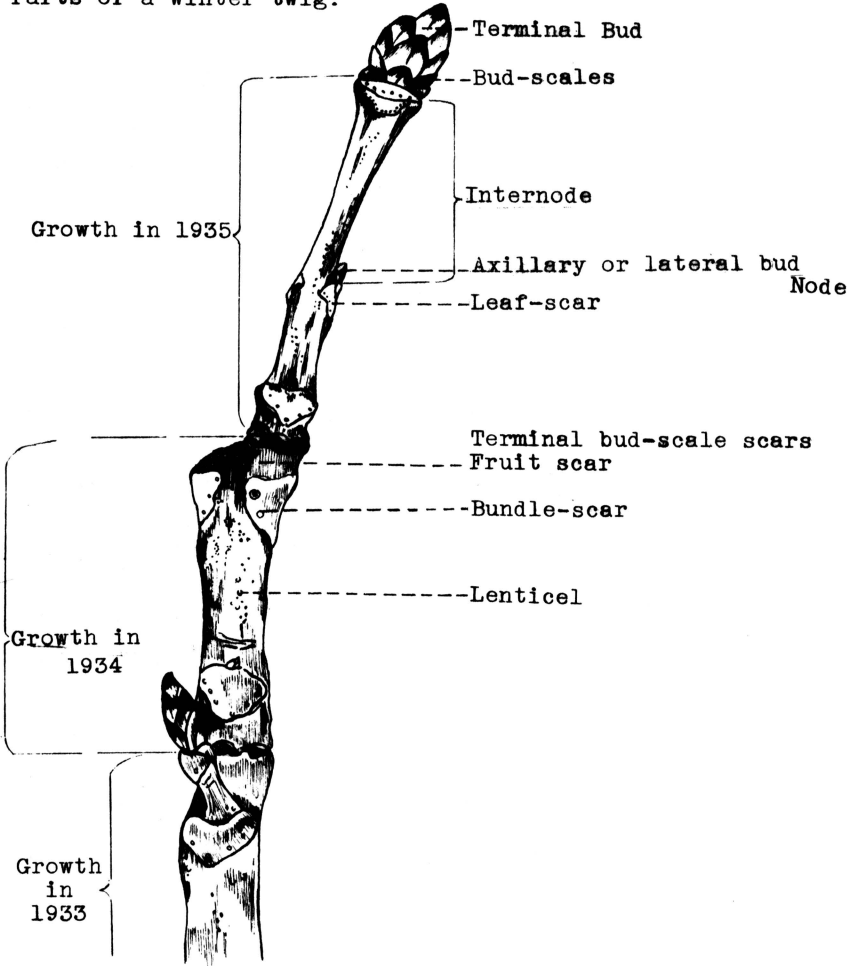 Parts of a winter twig.
Terminal Bud
Bud-scales
Internode
Growth in 1935
Axillary or lateral bud
Node
Leaf-scar
Terminal bud-scale scars
Fruit scar
Bundle-scar
Lenticel
Growth in
1934
Growth
in
1933